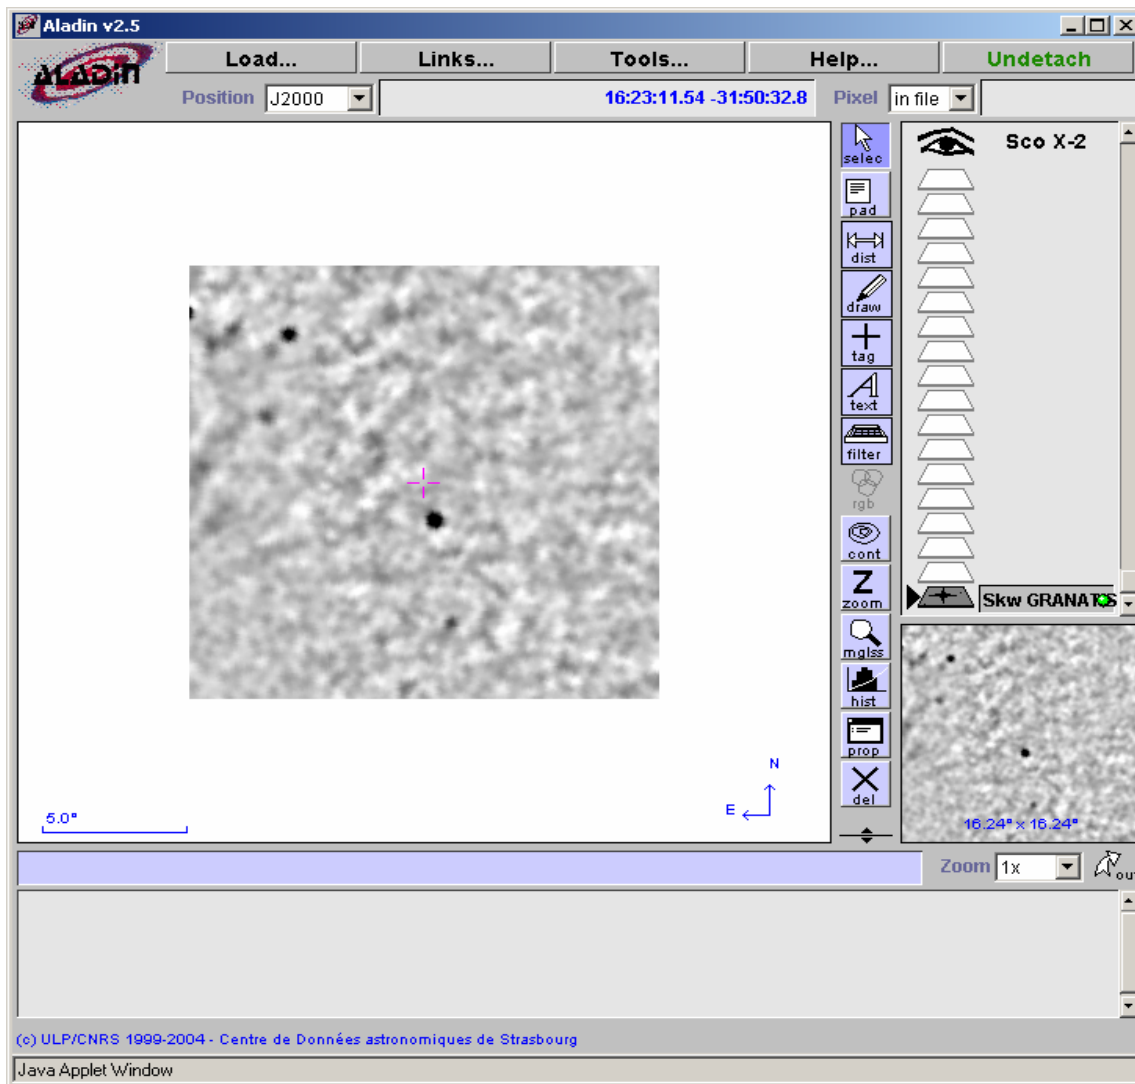 Aladin v2.5
ALADIN
Load... Links... Tools... Help... Undetach
Position J2000 16:23:11.54 -31:50:32.8 Pixel in file
selec
Sco X-2
pad
dist
draw
tag
text
filter
rgb
cont
Z
zoom
Skw GRANAT
mglss
hist
prop
del
N
E
5.0°
16.24° x 16.24°
Zoom 1x out
(c) ULP/CNRS 1999-2004 - Centre de Données astronomiques de Strasbourg
Java Applet Window